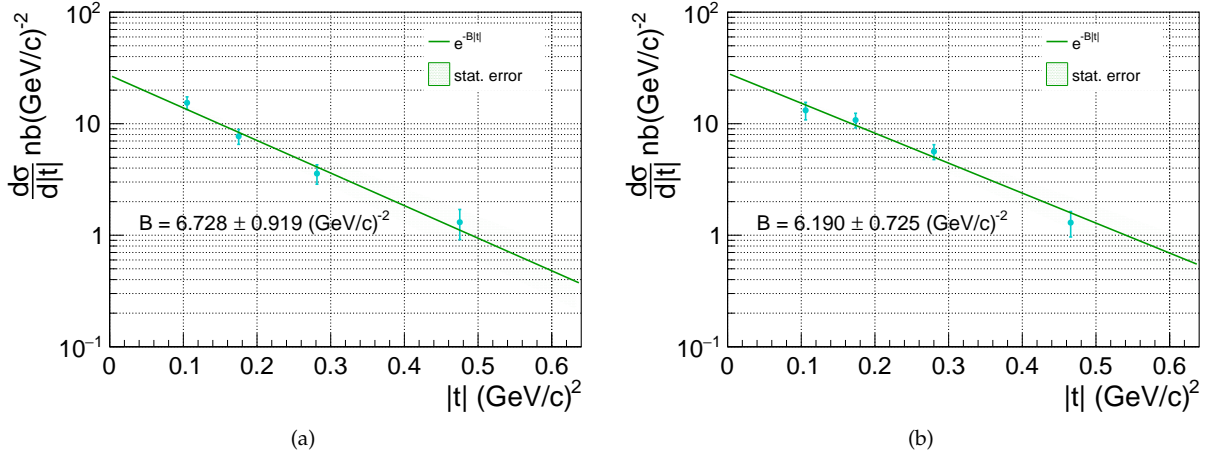 10²
10
1
10⁻¹
dσ/d|t| nb(GeV/c)⁻²
e⁻ᴮ|ᵗ|
stat. error
B = 6.728 ± 0.919 (GeV/c)⁻²
0 0.1 0.2 0.3 0.4 0.5 0.6
|t| (GeV/c)²
(a)
10²
10
1
10⁻¹
dσ/d|t| nb(GeV/c)⁻²
e⁻ᴮ|ᵗ|
stat. error
B = 6.190 ± 0.725 (GeV/c)⁻²
0 0.1 0.2 0.3 0.4 0.5 0.6
|t| (GeV/c)²
(b)